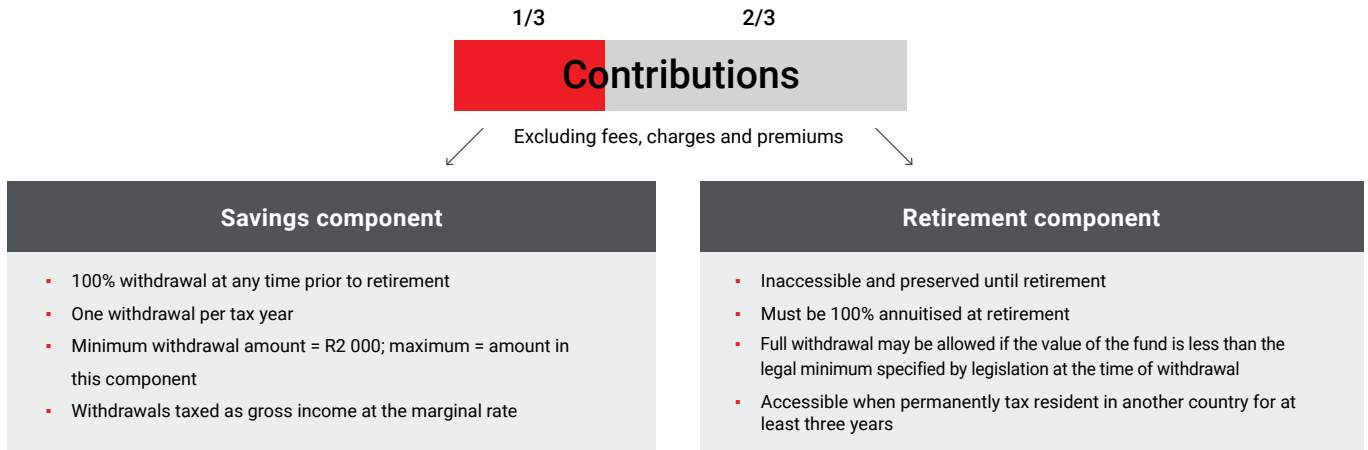 1/3 2/3
Contributions
Excluding fees, charges and premiums
Savings component
▪ 100% withdrawal at any time prior to retirement
▪ One withdrawal per tax year
▪ Minimum withdrawal amount = R2 000; maximum = amount in
this component
▪ Withdrawals taxed as gross income at the marginal rate
Retirement component
▪ Inaccessible and preserved until retirement
▪ Must be 100% annuitised at retirement
▪ Full withdrawal may be allowed if the value of the fund is less than the
legal minimum specified by legislation at the time of withdrawal
▪ Accessible when permanently tax resident in another country for at
least three years